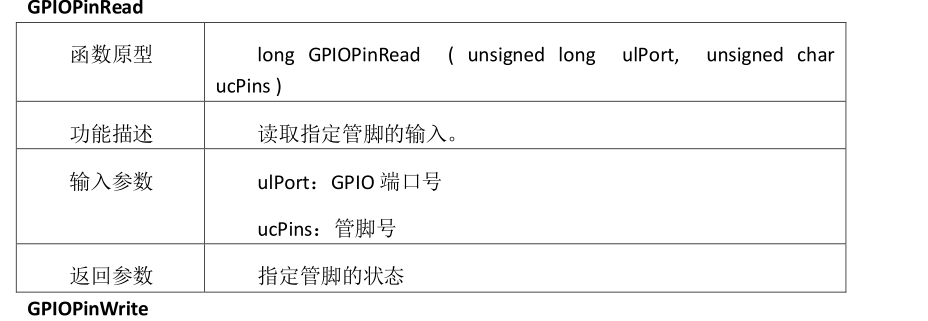 GPIOPinRead
函数原型
long GPIOPinRead ( unsigned long ulPort, unsigned char
ucPins )
功能描述
读取指定管脚的输入。
输入参数
ulPort：GPIO 端口号
ucPins：管脚号
返回参数
指定管脚的状态
GPIOPinWrite